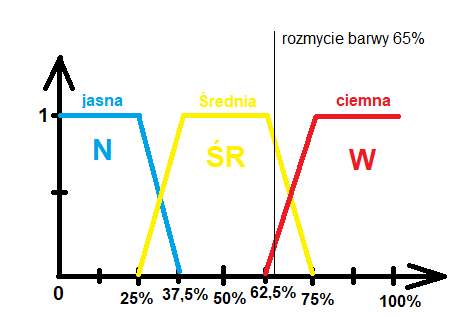 rozmycie barwy 65%
jasna
Średnia
ciemna
1
N
ŚR
W
0
25%
37,5%
50%
62,5%
75%
100%